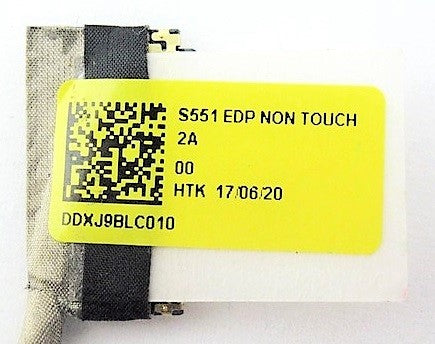 S551 EDP NON TOUCH
2A
00
HTK 17/06/20
DDXJ9BLC010